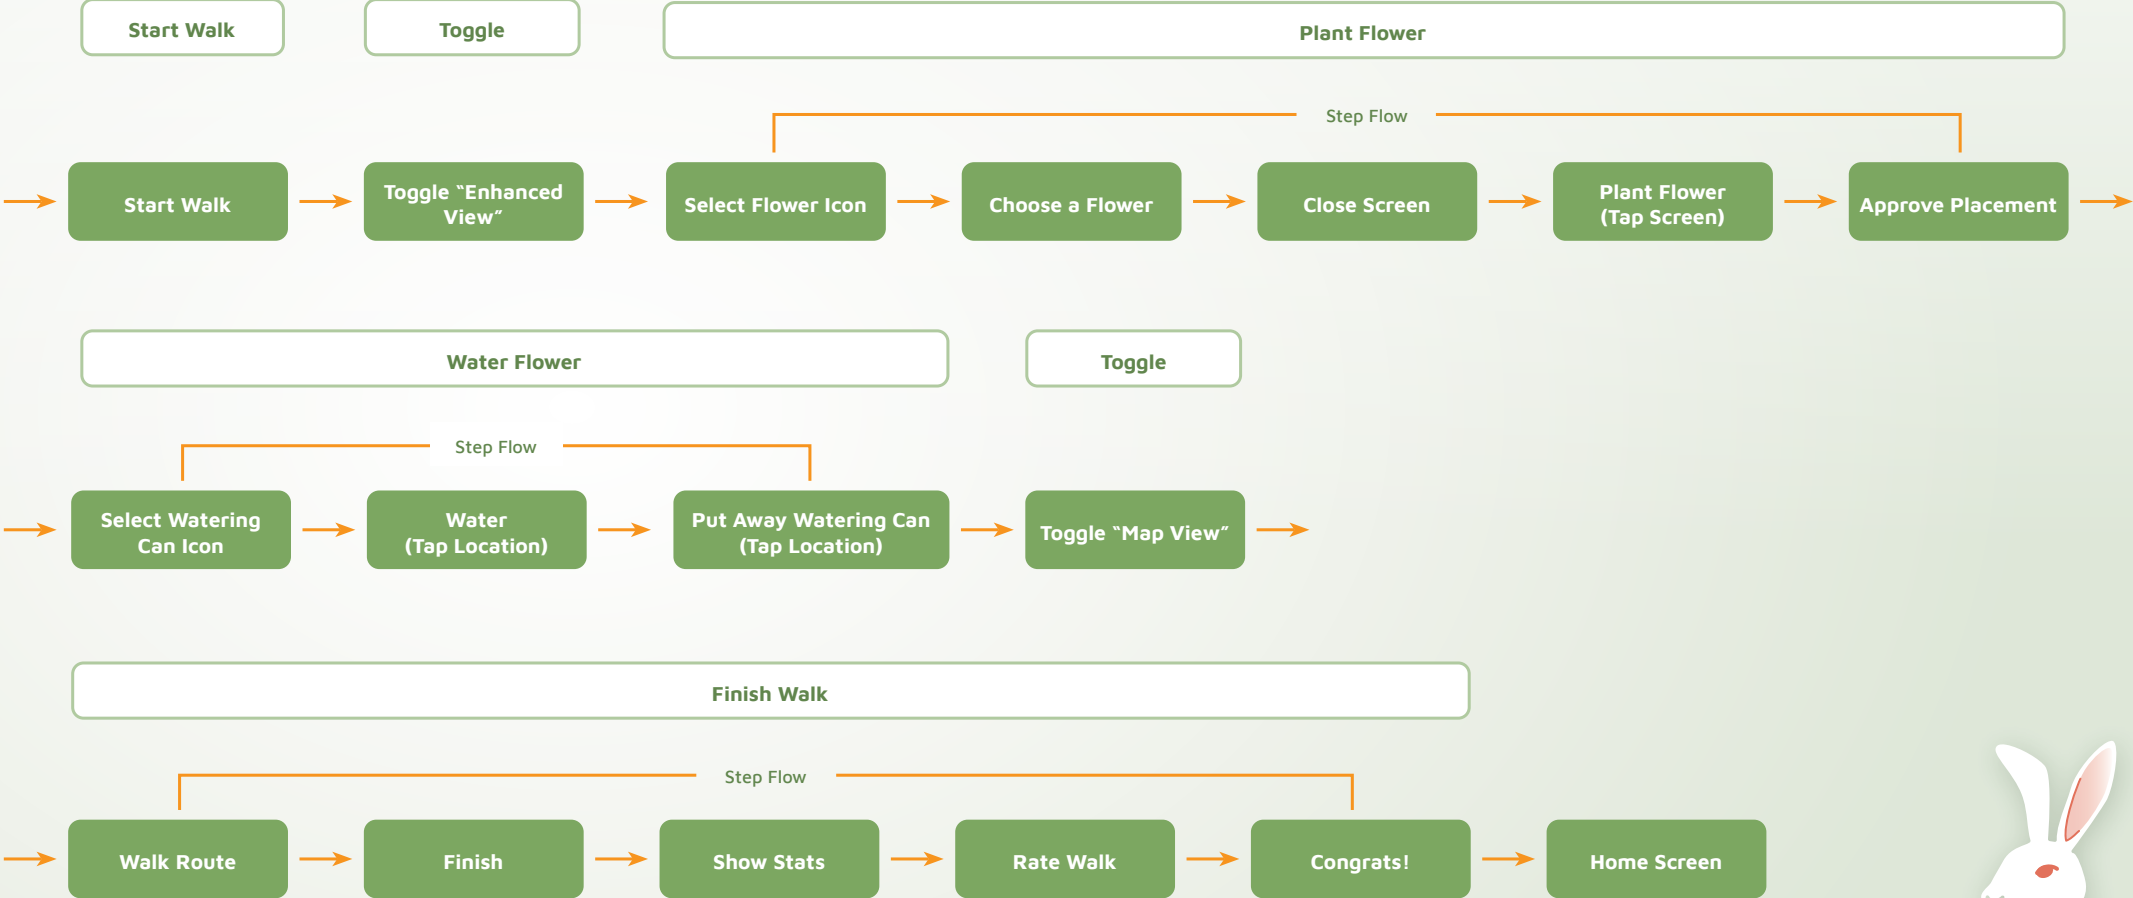 Start Walk
Toggle
Plant Flower
Step Flow
Start Walk
Toggle “Enhanced
View”
Select Flower Icon
Choose a Flower
Close Screen
Plant Flower
(Tap Screen)
Approve Placement
Water Flower
Toggle
Step Flow
Select Watering
Can Icon
Water
(Tap Location)
Put Away Watering Can
(Tap Location)
Toggle “Map View”
Finish Walk
Step Flow
Walk Route
Finish
Show Stats
Rate Walk
Congrats!
Home Screen